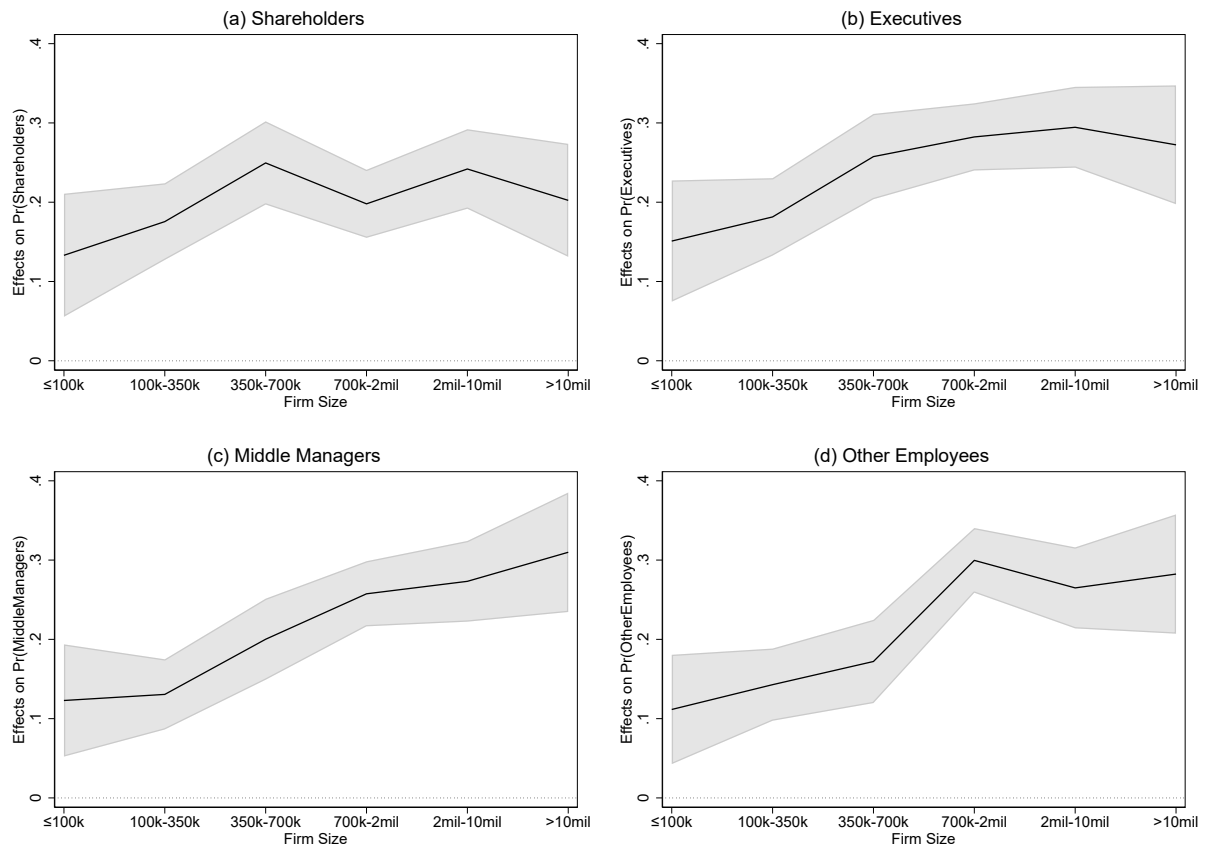 (a) Shareholders
Effects on Pr(Shareholders)
.4
.3
.2
.1
0
≤100k 100k-350k 350k-700k 700k-2mil 2mil-10mil >10mil
Firm Size
(b) Executives
Effects on Pr(Executives)
.4
.3
.2
.1
0
≤100k 100k-350k 350k-700k 700k-2mil 2mil-10mil >10mil
Firm Size
(c) Middle Managers
Effects on Pr(MiddleManagers)
.4
.3
.2
.1
0
≤100k 100k-350k 350k-700k 700k-2mil 2mil-10mil >10mil
Firm Size
(d) Other Employees
Effects on Pr(OtherEmployees)
.4
.3
.2
.1
0
≤100k 100k-350k 350k-700k 700k-2mil 2mil-10mil >10mil
Firm Size